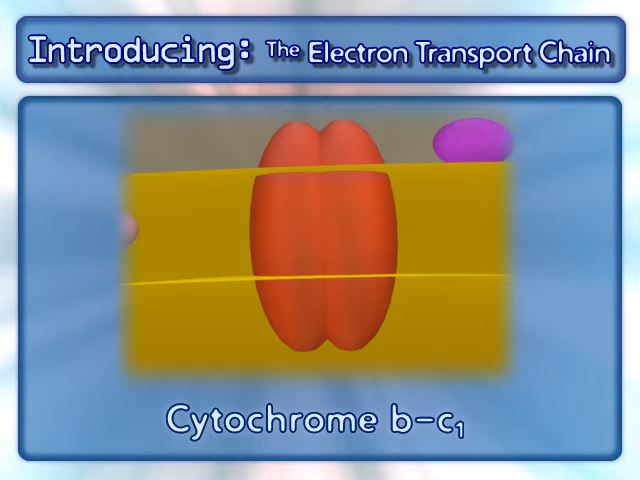 Introducing: The Electron Transport Chain
Cytochrome b-c₁